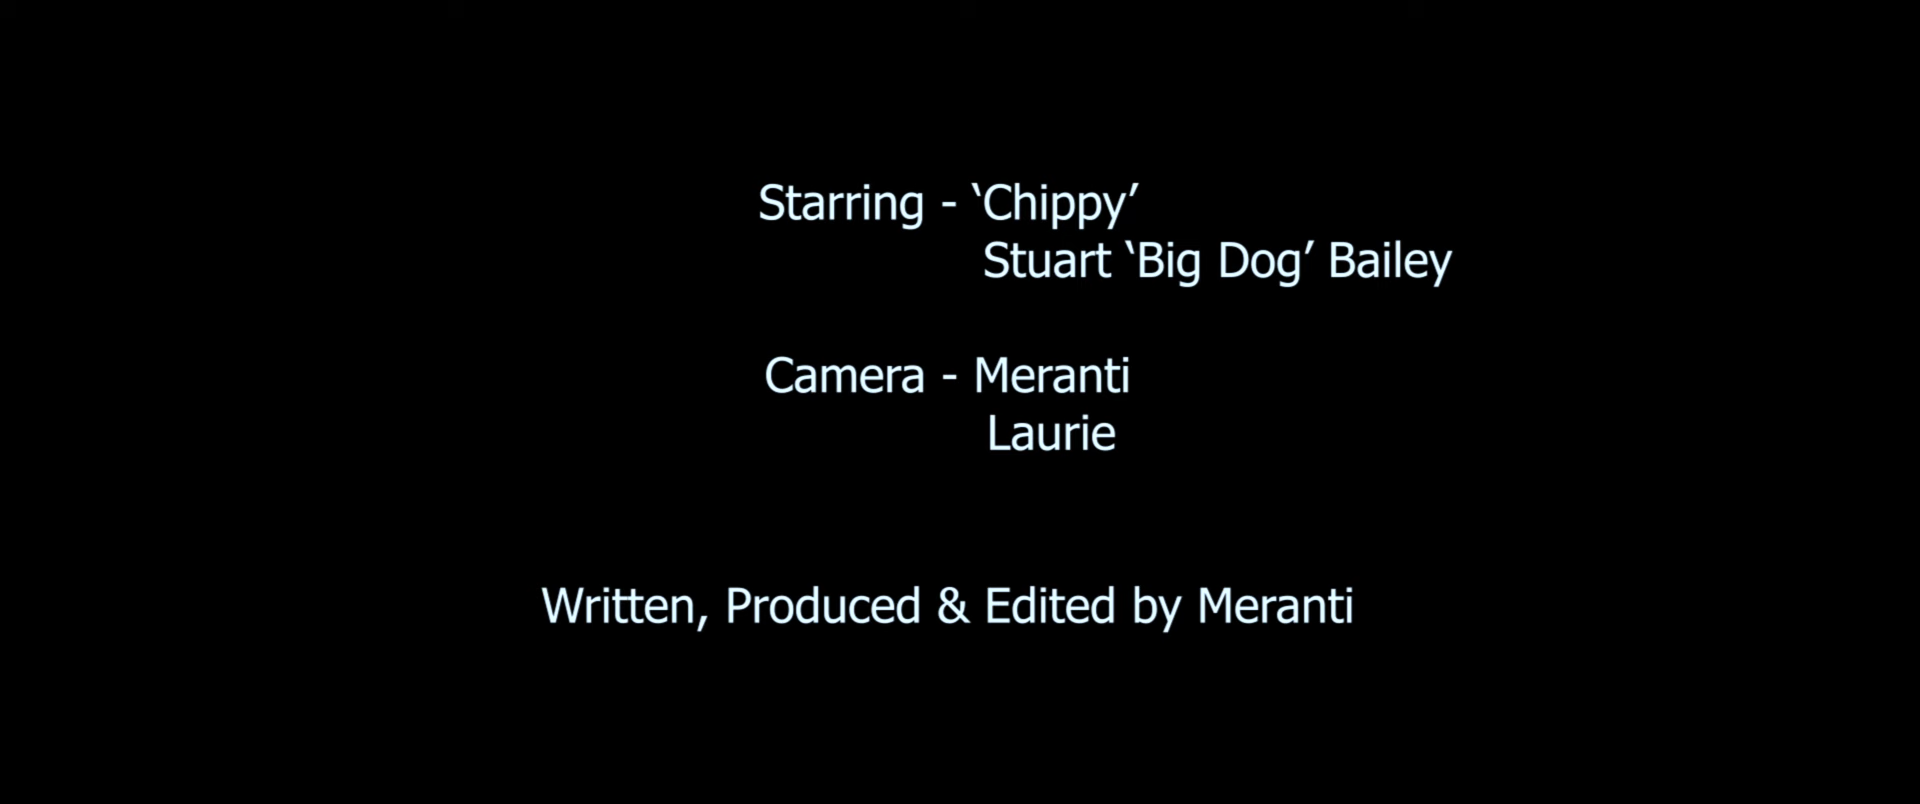 Starring - ‘Chippy’
Stuart ‘Big Dog’ Bailey
Camera - Meranti
Laurie
Written, Produced & Edited by Meranti